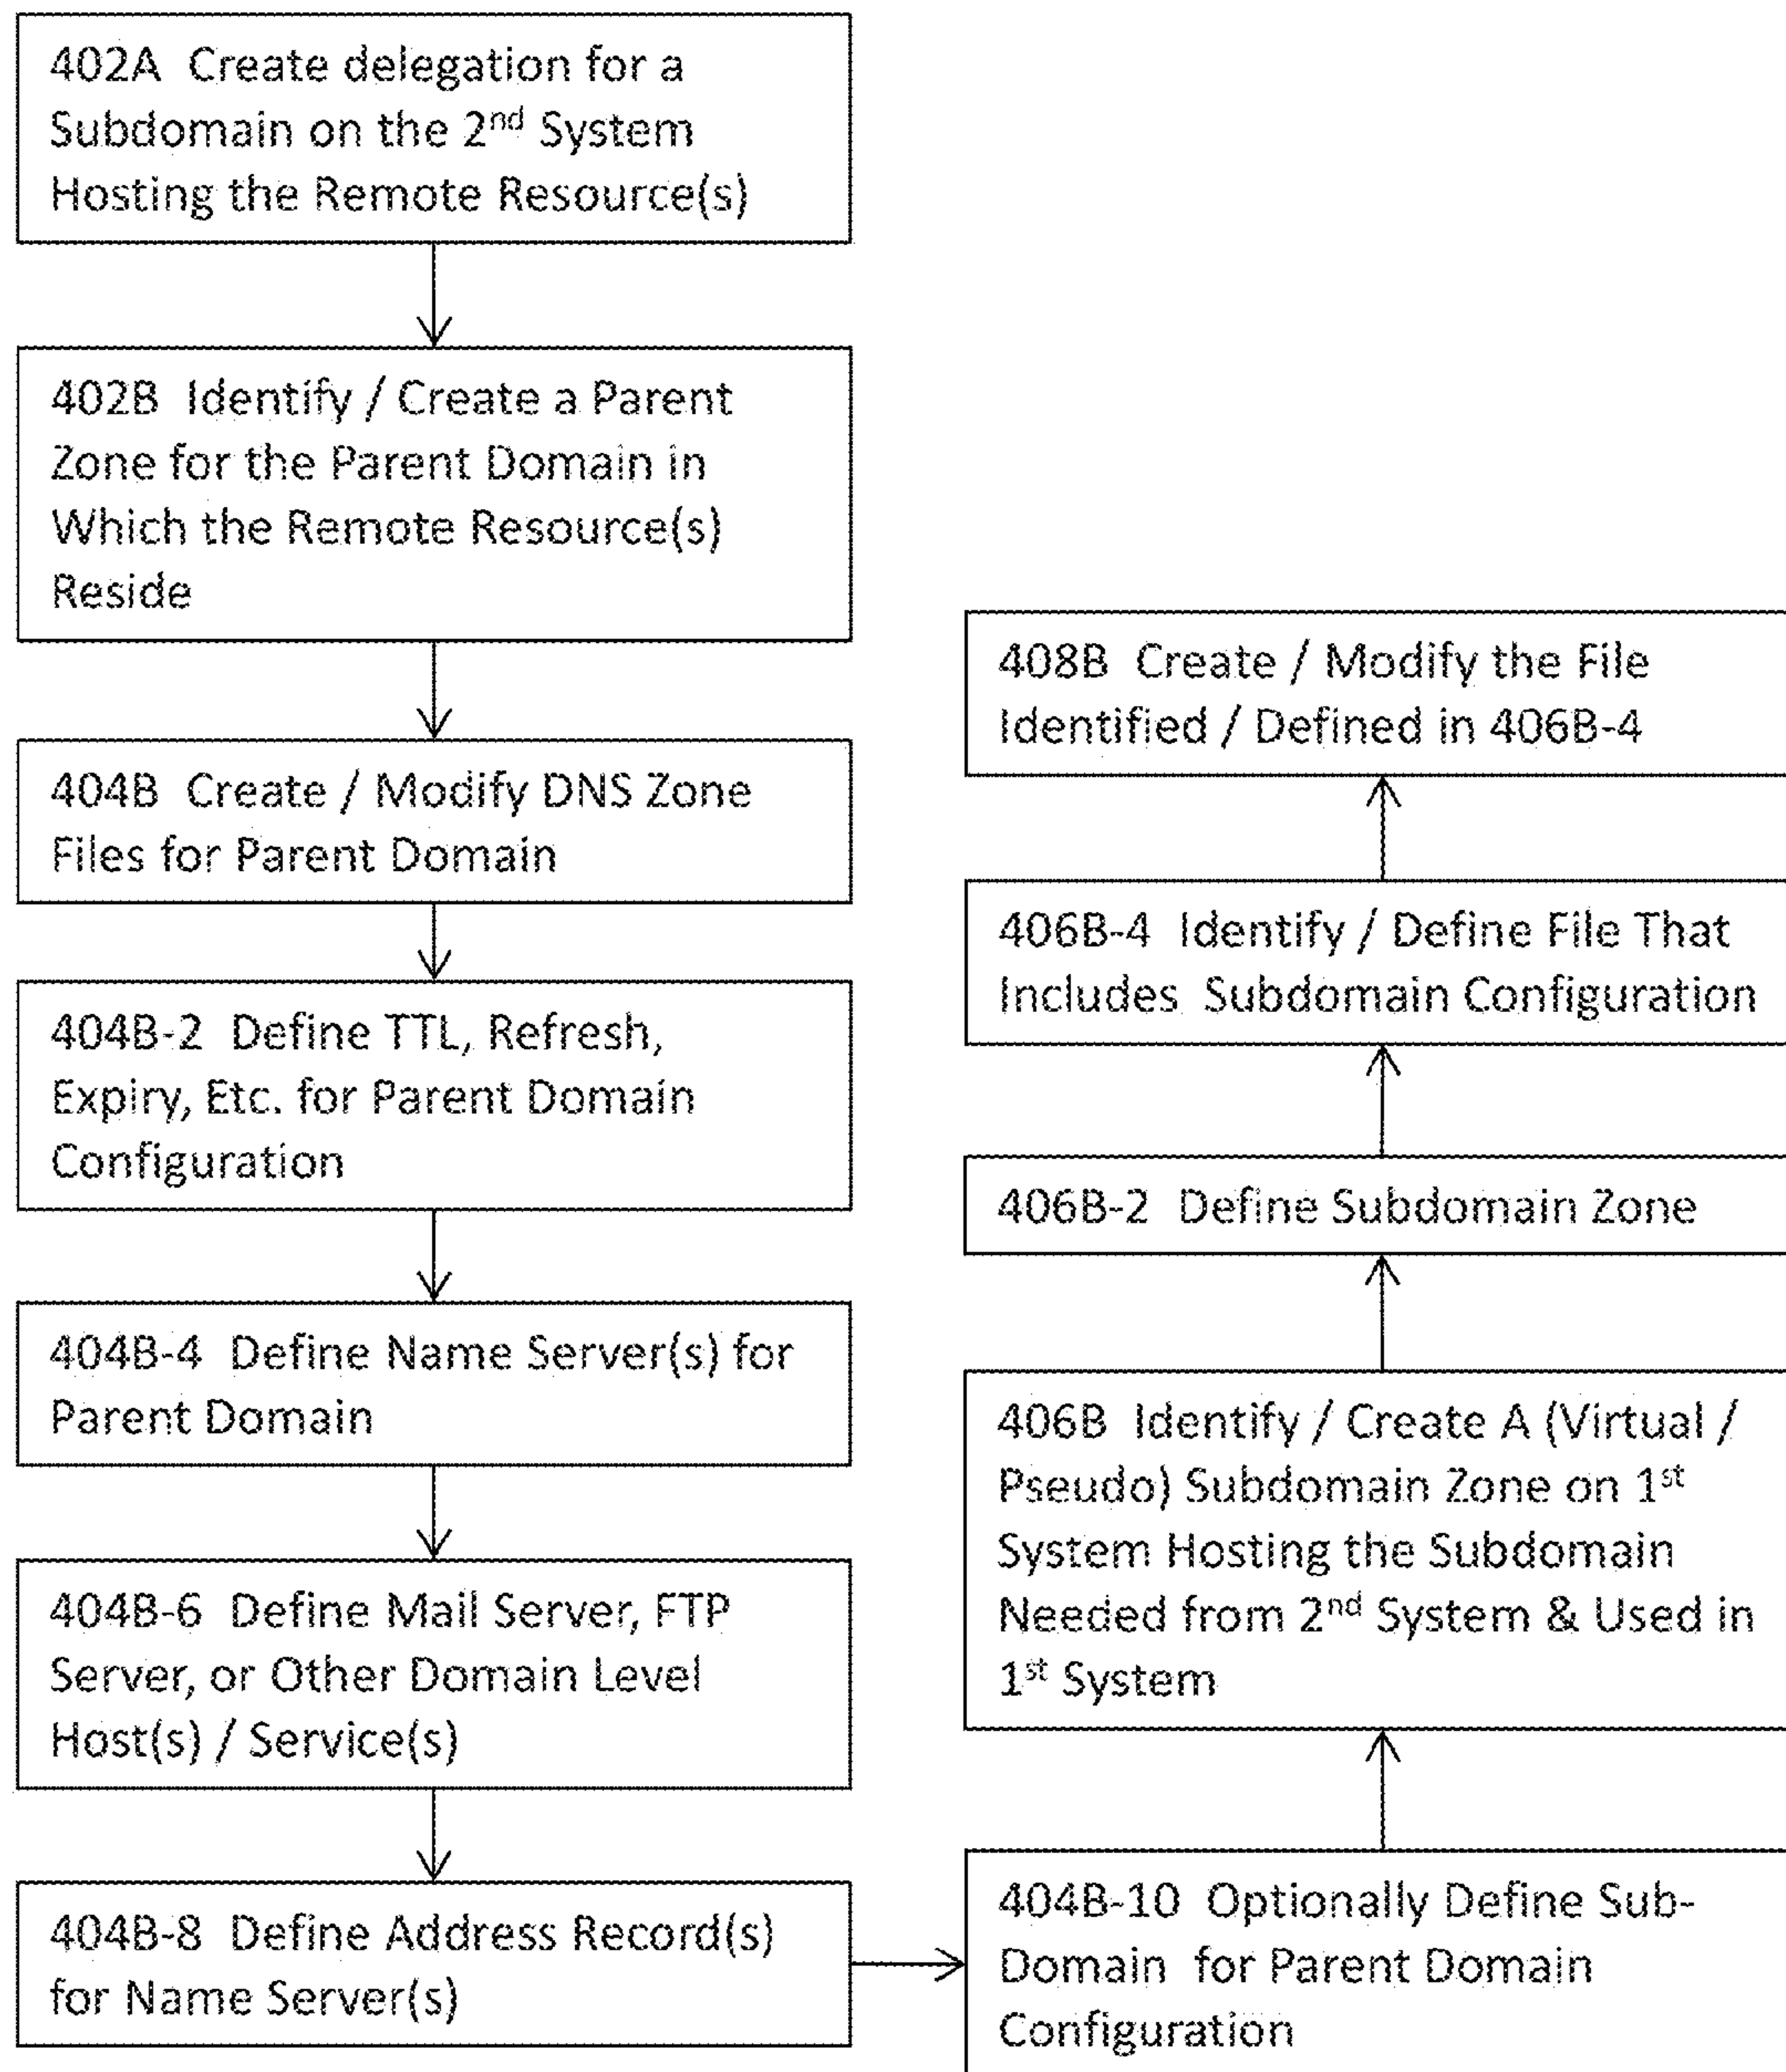 402A Create delegation for a
Subdomain on the 2nd System
Hosting the Remote Resource(s)
402B Identify / Create a Parent
Zone for the Parent Domain in
Which the Remote Resource(s)
Reside
404B Create / Modify DNS Zone
Files for Parent Domain
404B-2 Define TTL, Refresh,
Expiry, Etc. for Parent Domain
Configuration
404B-4 Define Name Server(s) for
Parent Domain
404B-6 Define Mail Server, FTP
Server, or Other Domain Level
Host(s) / Service(s)
404B-8 Define Address Record(s)
for Name Server(s)
404B-10 Optionally Define Sub-
Domain for Parent Domain
Configuration
406B Identify / Create A (Virtual /
Pseudo) Subdomain Zone on 1st
System Hosting the Subdomain
Needed from 2nd System & Used in
1st System
406B-2 Define Subdomain Zone
406B-4 Identify / Define File That
Includes Subdomain Configuration
408B Create / Modify the File
Identified / Defined in 406B-4